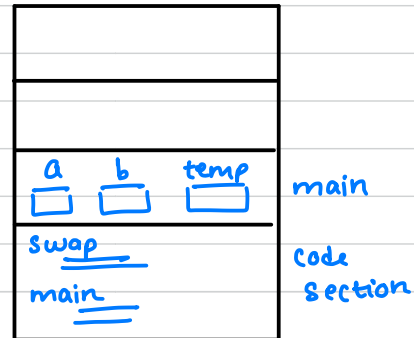 a b temp
main
swap
main
code
section